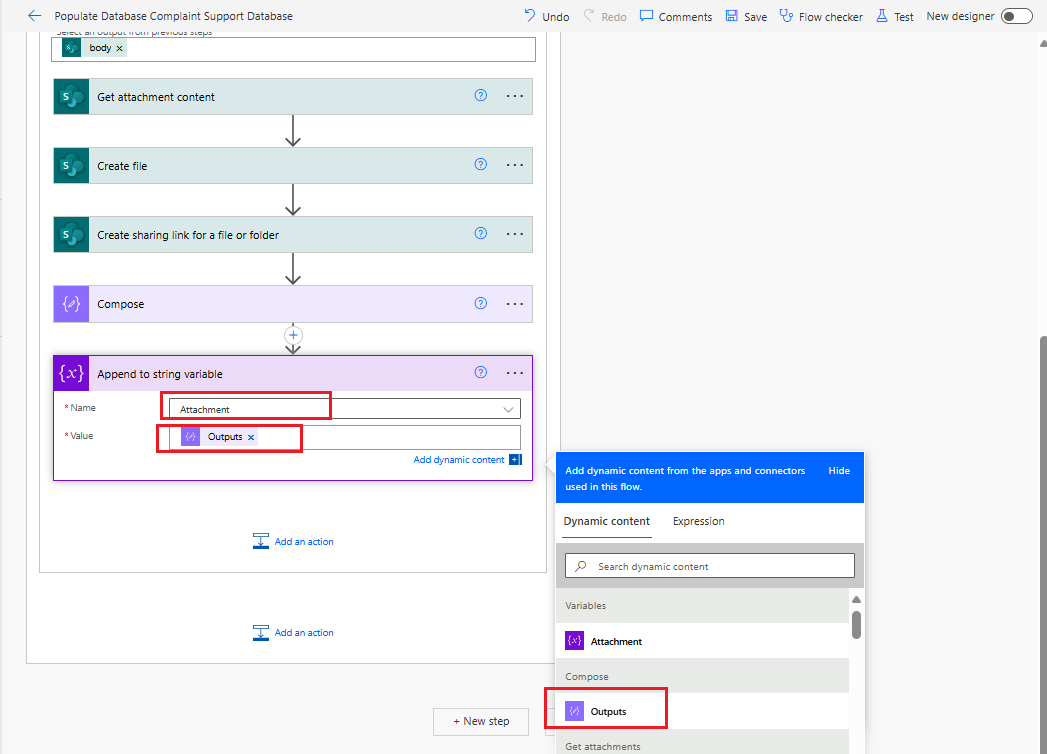 Populate Database Complaint Support Database
Undo
Redo
Comments
Save
Flow checker
Test
New designer
Select an output from previous steps
body ×
Get attachment content
Create file
Create sharing link for a file or folder
Compose
Append to string variable
* Name
Attachment
* Value
Outputs ×
Add dynamic content
Add an action
Add an action
+ New step
Add dynamic content from the apps and connectors
used in this flow.
Hide
Dynamic content
Expression
Search dynamic content
Variables
Attachment
Compose
Outputs
Get attachments